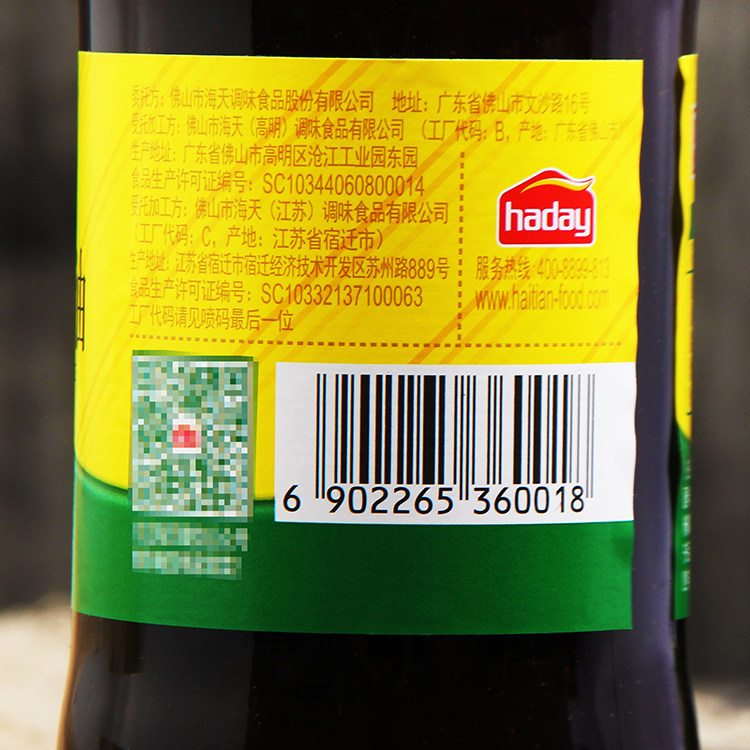 委托方：佛山市海天调味食品股份有限公司　地址：广东省佛山市文沙路16号
受托加工方：佛山市海天（高明）调味食品有限公司（工厂代码：B，产地：广东省佛山市）
生产地址：广东省佛山市高明区沧江工业园东园
食品生产许可证编号：SC10344060800014
受托加工方：佛山市海天（江苏）调味食品有限公司
（工厂代码：C，产地：江苏省宿迁市）
生产地址：江苏省宿迁市宿迁经济技术开发区苏州路889号
食品生产许可证编号：SC10332137100063
工厂代码请见喷码最后一位
haday
服务热线:400-8899-813
www.haitian-food.com
6 902265 360018